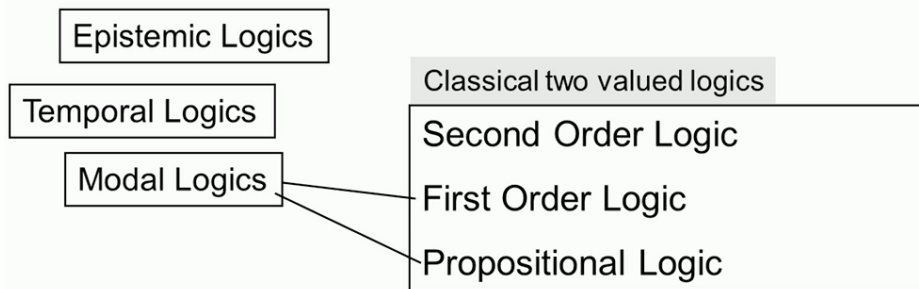 Epistemic Logics
Temporal Logics
Modal Logics
Classical two valued logics
Second Order Logic
First Order Logic
Propositional Logic